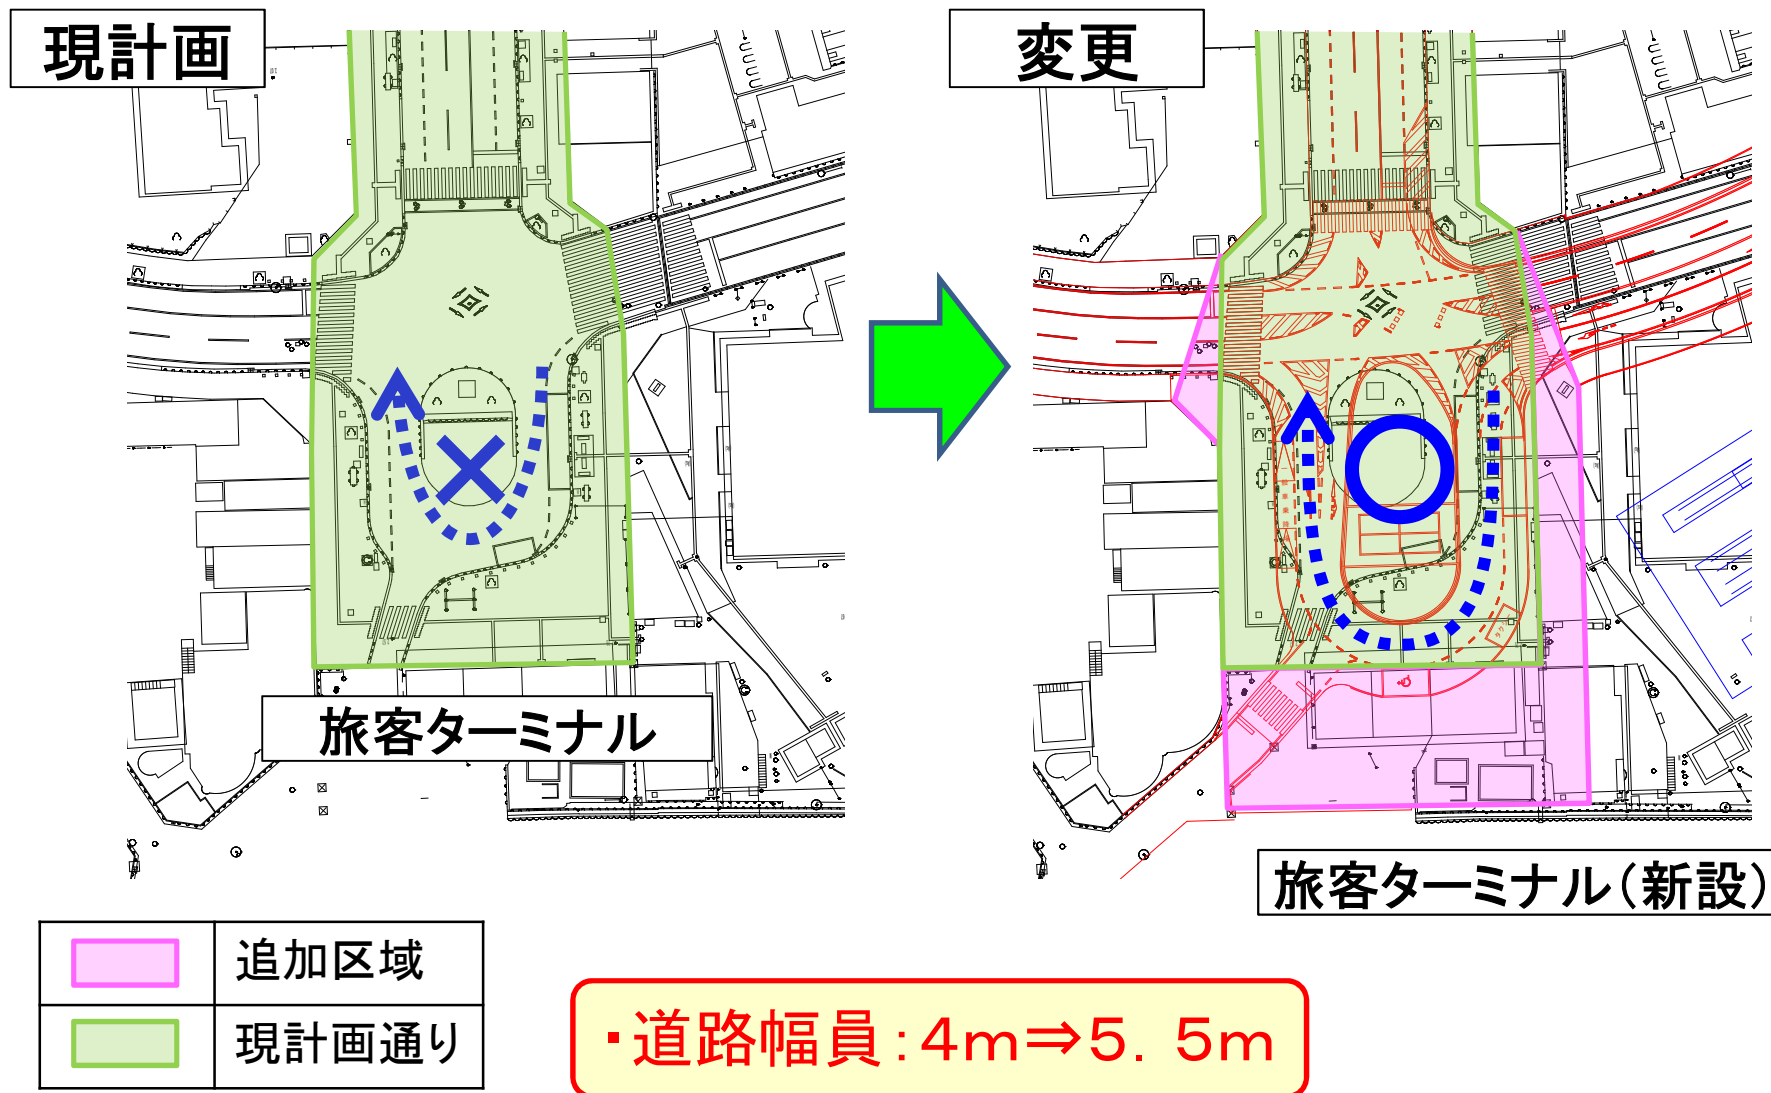 現計画
変更
旅客ターミナル
旅客ターミナル（新設）
追加区域
現計画通り
・道路幅員：４ｍ⇒５．５ｍ